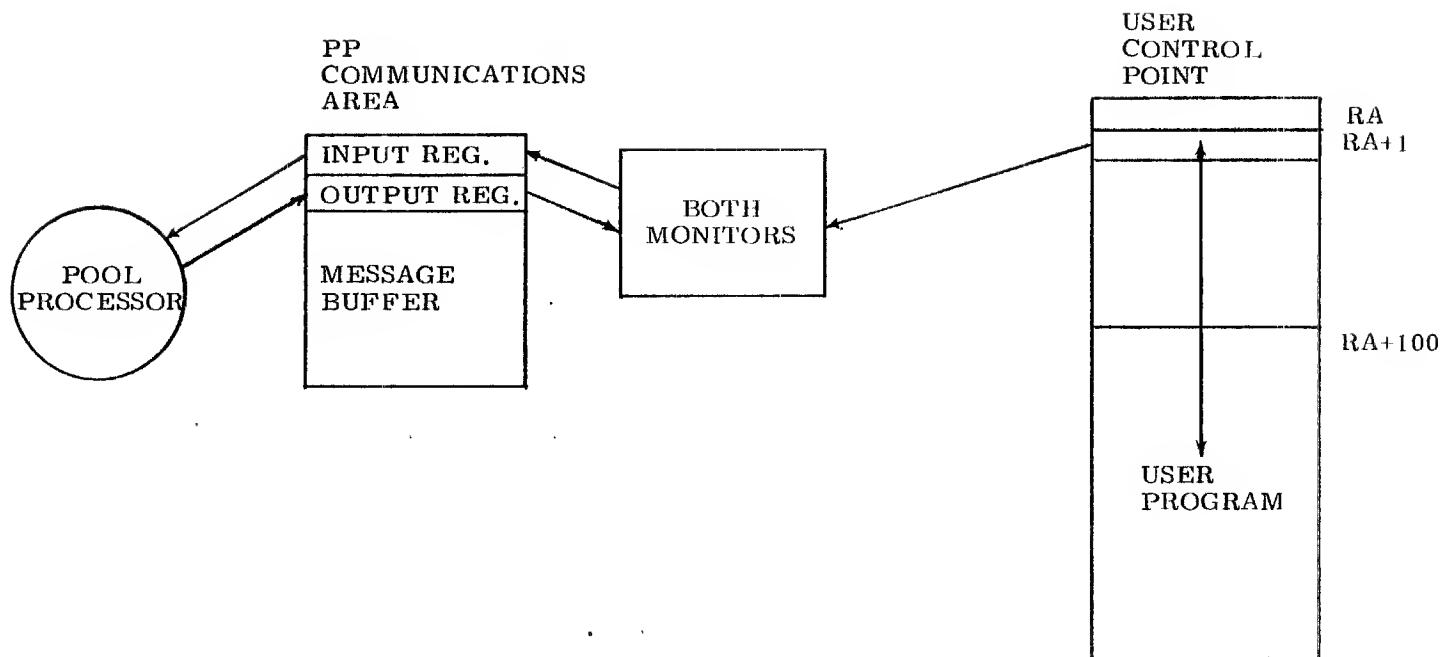 PP
COMMUNICATIONS
AREA
INPUT REG.
OUTPUT REG.
MESSAGE
BUFFER
POOL
PROCESSOR
BOTH
MONITORS
USER
CONTROL
POINT
RA
RA+1
RA+100
USER
PROGRAM